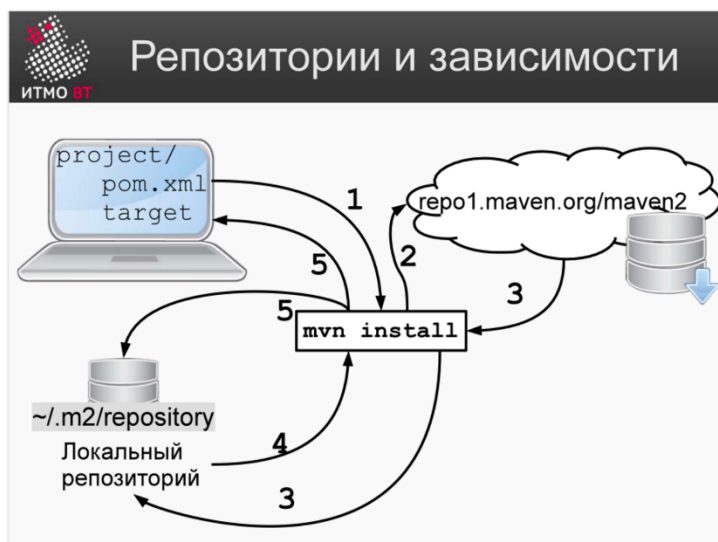 Репозитории и зависимости
ИТМО ВТ
project/
pom.xml
target
1
repo1.maven.org/maven2
2
5
3
5
mvn install
~/.m2/repository
4
Локальный
репозиторий
3